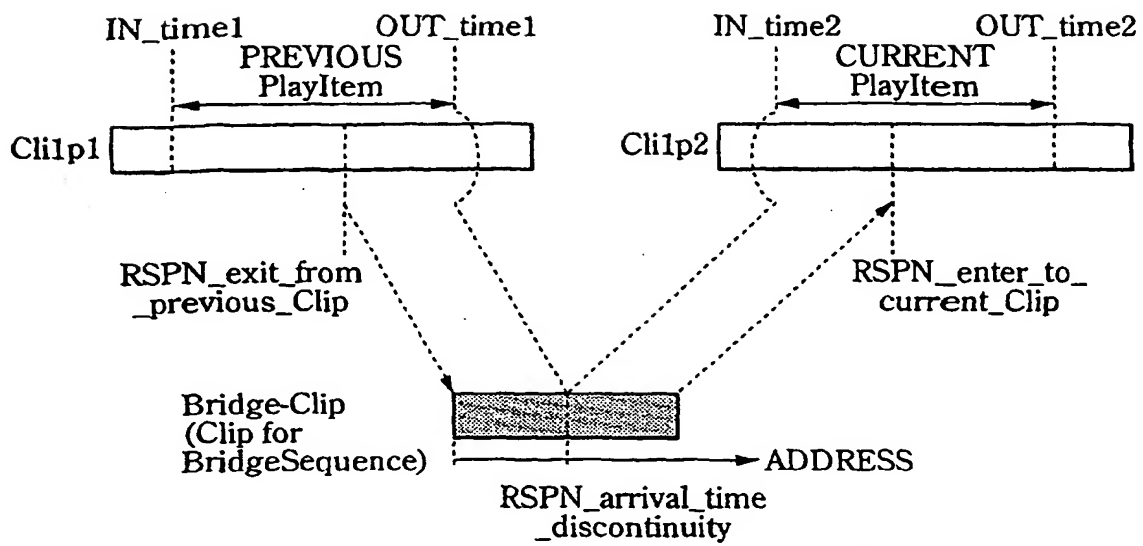 IN_time1
OUT_time1
IN_time2
OUT_time2
PREVIOUS
PlayItem
CURRENT
PlayItem
Cli1p1
Cli1p2
RSPN_exit_from
_previous_Clip
RSPN_enter_to_
current_Clip
Bridge-Clip
(Clip for
BridgeSequence)
ADDRESS
RSPN_arrival_time
_discontinuity